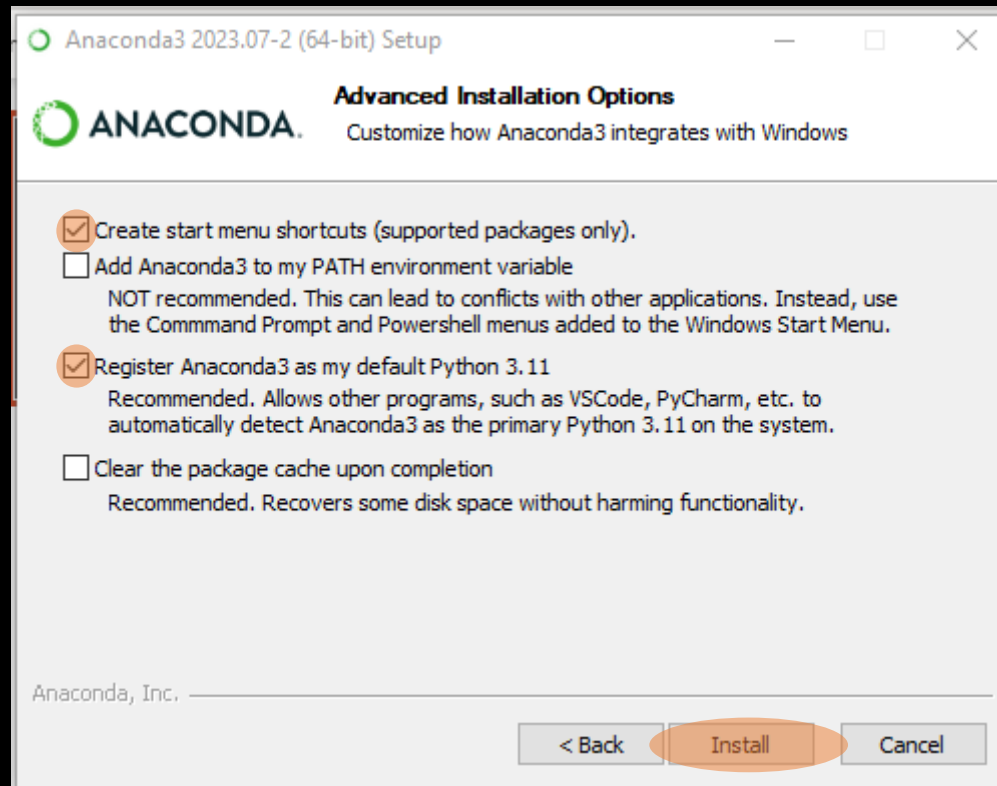 Anaconda3 2023.07-2 (64-bit) Setup
Advanced Installation Options
ANACONDA.
Customize how Anaconda3 integrates with Windows
Create start menu shortcuts (supported packages only).
Add Anaconda3 to my PATH environment variable
NOT recommended. This can lead to conflicts with other applications. Instead, use
the Commmand Prompt and Powershell menus added to the Windows Start Menu.
Register Anaconda3 as my default Python 3.11
Recommended. Allows other programs, such as VSCode, PyCharm, etc. to
automatically detect Anaconda3 as the primary Python 3.11 on the system.
Clear the package cache upon completion
Recommended. Recovers some disk space without harming functionality.
Anaconda, Inc.
< Back Install Cancel